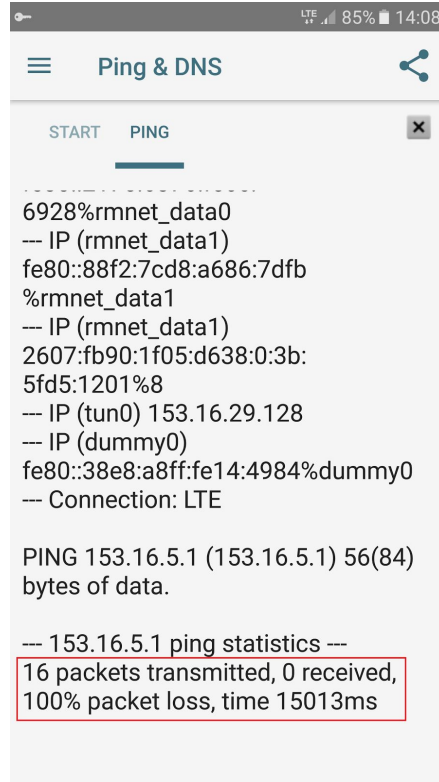 LTE 85% 14:08
Ping & DNS
START PING
6928%rmnet_data0
--- IP (rmnet_data1)
fe80::88f2:7cd8:a686:7dfb
%rmnet_data1
--- IP (rmnet_data1)
2607:fb90:1f05:d638:0:3b:
5fd5:1201%8
--- IP (tun0) 153.16.29.128
--- IP (dummy0)
fe80::38e8:a8ff:fe14:4984%dummy0
--- Connection: LTE
PING 153.16.5.1 (153.16.5.1) 56(84)
bytes of data.
--- 153.16.5.1 ping statistics ---
16 packets transmitted, 0 received,
100% packet loss, time 15013ms